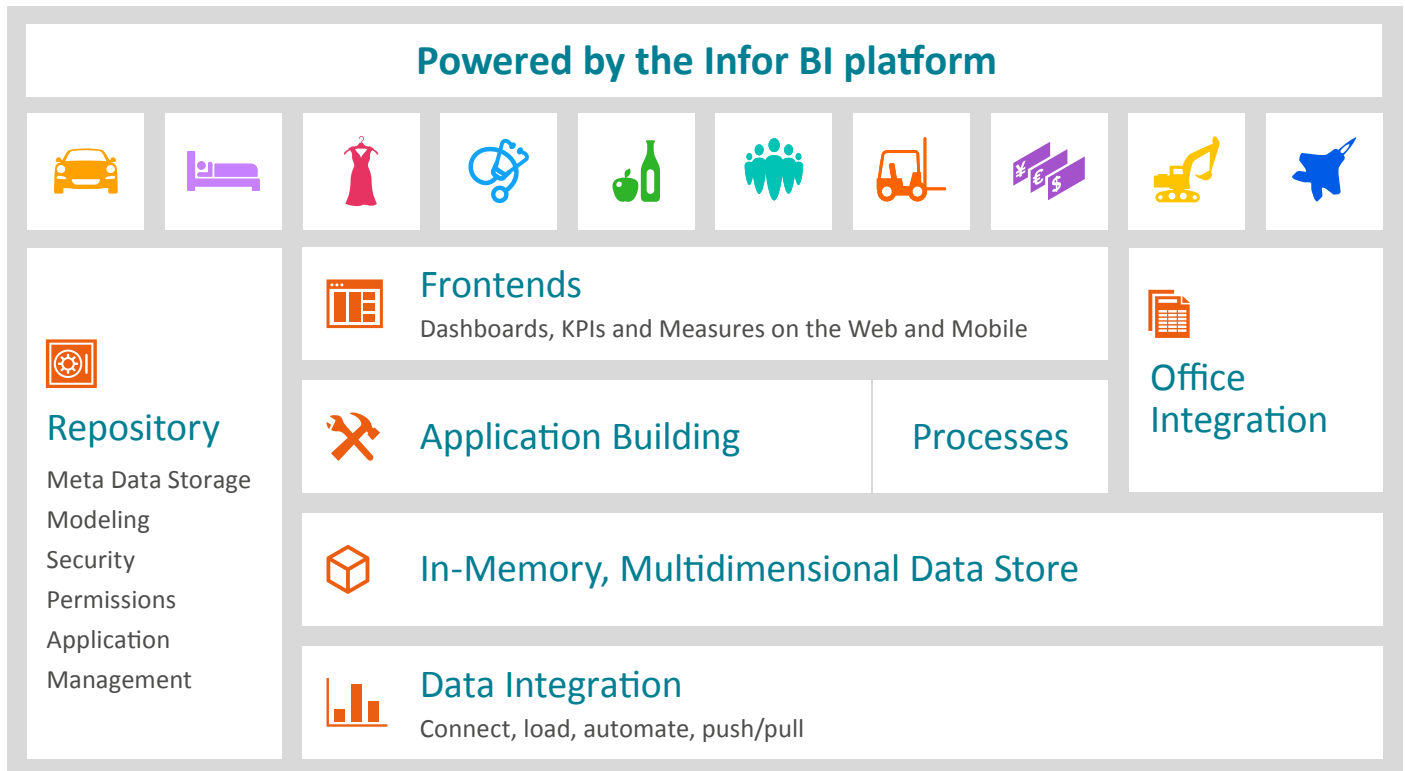 Powered by the Infor BI platform
¥
€
$
Repository
Meta Data Storage
Modeling
Security
Permissions
Application
Management
Frontends
Dashboards, KPIs and Measures on the Web and Mobile
Application Building
Processes
Office
Integration
In-Memory, Multidimensional Data Store
Data Integration
Connect, load, automate, push/pull